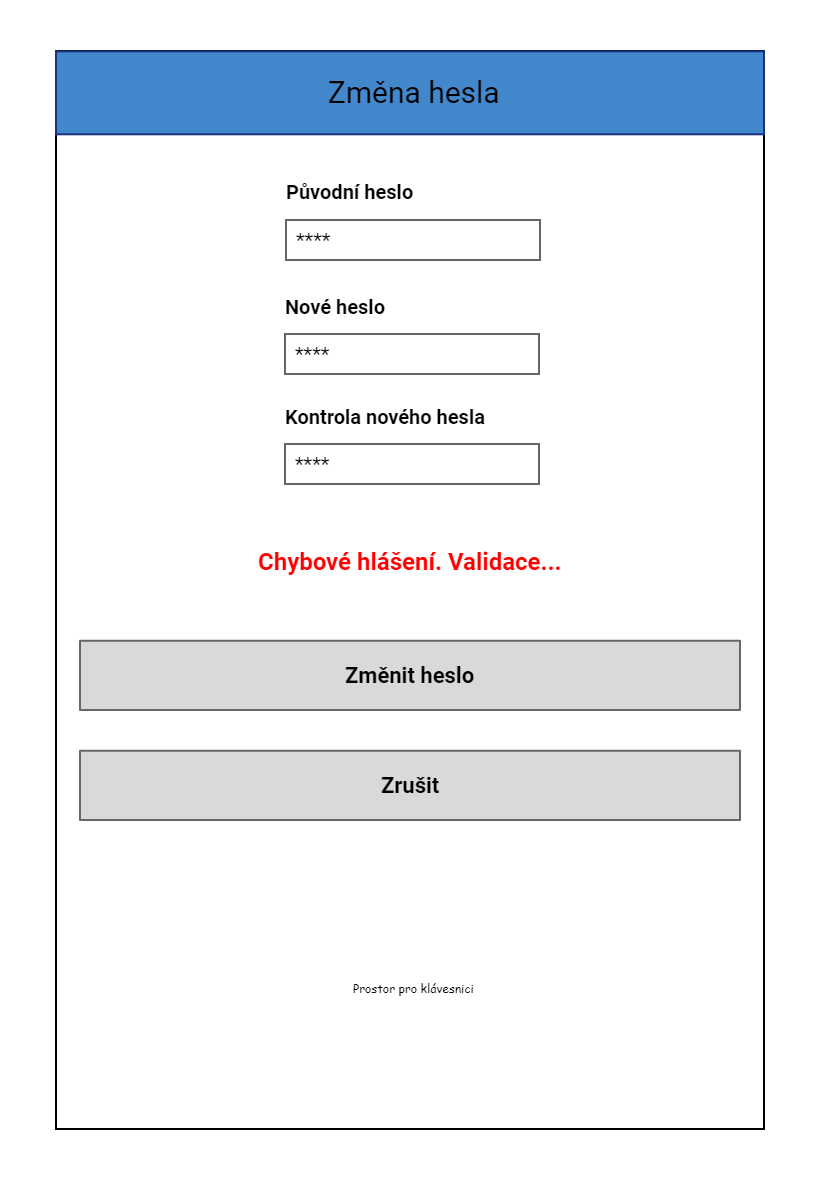 Změna hesla
Původní heslo
****
Nové heslo
****
Kontrola nového hesla
****
Chybové hlášení. Validace...
Změnit heslo
Zrušit
Prostor pro klávesnici